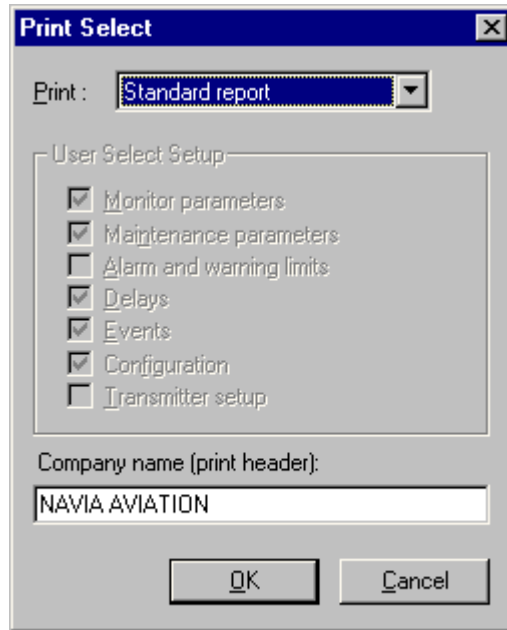 Print Select
Print : Standard report
User Select Setup
Monitor parameters
Maintenance parameters
Alarm and warning limits
Delays
Events
Configuration
Transmitter setup
Company name (print header):
NAVIA AVIATION
OK Cancel